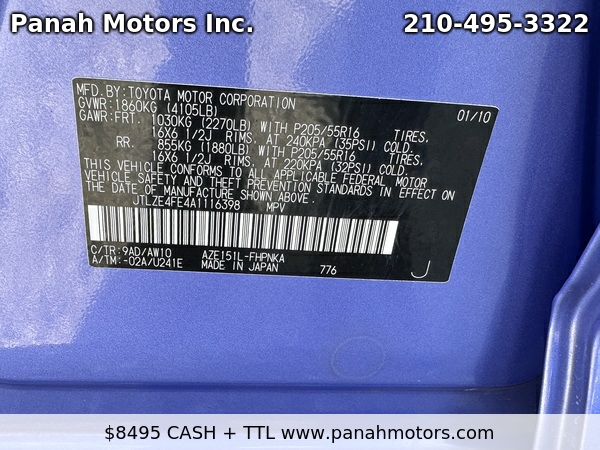 Panah Motors Inc. 210-495-3322
MFD.BY: TOYOTA MOTOR CORPORATION 01/10
GVWR: 1860KG (4105LB)
GAWR: FRT. 1030KG (2270LB) WITH P205/55R16 TIRES,
16X6 1/2J RIMS, AT 240KPA (35PSI) COLD.
RR. 855KG (1880LB) WITH P205/55R16 TIRES,
16X6 1/2J RIMS, AT 220KPA (32PSI) COLD.
THIS VEHICLE CONFORMS TO ALL APPLICABLE FEDERAL MOTOR
VEHICLE SAFETY AND THEFT PREVENTION STANDARDS IN EFFECT ON
THE DATE OF MANUFACTURE SHOWN ABOVE.
JTLZE4FE4A1116398 MPV
C/TR: 9AD/AW10 AZE151L-FHPNKA
A/TM: -02A/U241E MADE IN JAPAN 776 J
$8495 CASH + TTL www.panahmotors.com